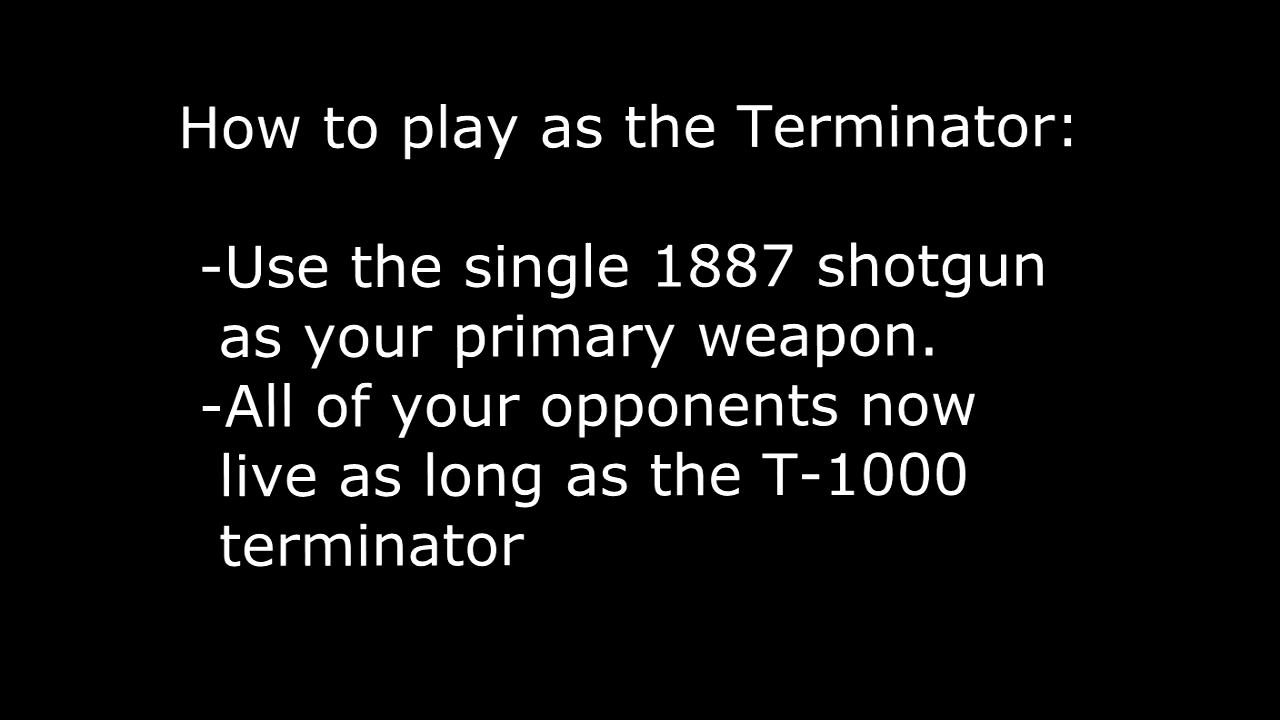 How to play as the Terminator:
-Use the single 1887 shotgun
as your primary weapon.
-All of your opponents now
live as long as the T-1000
terminator